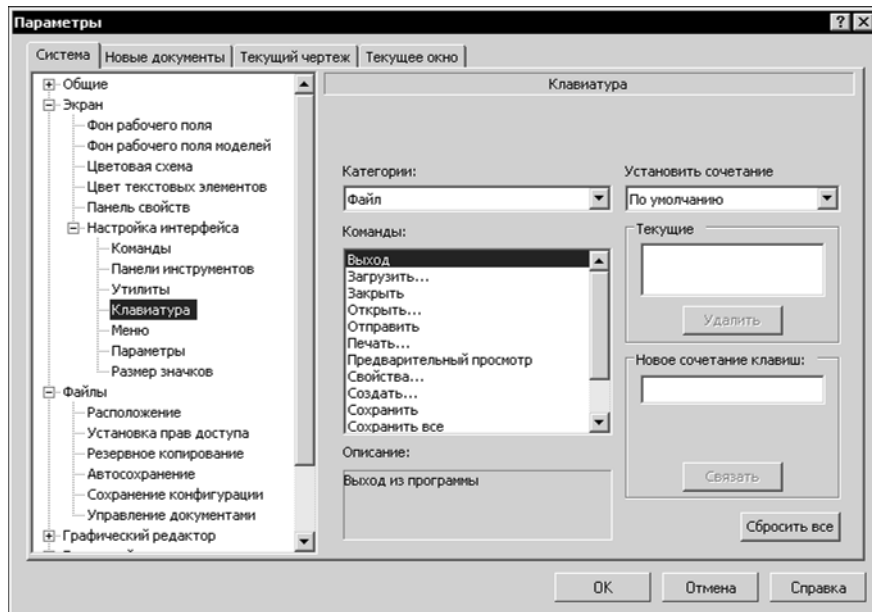 Параметры
Система
Новые документы
Текущий чертеж
Текущее окно
Общие
Экран
Фон рабочего поля
Фон рабочего поля моделей
Цветовая схема
Цвет текстовых элементов
Панель свойств
Настройка интерфейса
Команды
Панели инструментов
Утилиты
Клавиатура
Меню
Параметры
Размер значков
Файлы
Расположение
Установка прав доступа
Резервное копирование
Автосохранение
Сохранение конфигурации
Управление документами
Графический редактор
Клавиатура
Категории:
Файл
Команды:
Выход
Загрузить...
Закрыть
Открыть...
Отправить
Печать...
Предварительный просмотр
Свойства...
Создать...
Сохранить
Сохранить все
Описание:
Выход из программы
Установить сочетание
По умолчанию
Текущие
Удалить
Новое сочетание клавиш:
Связать
Сбросить все
OK
Отмена
Справка